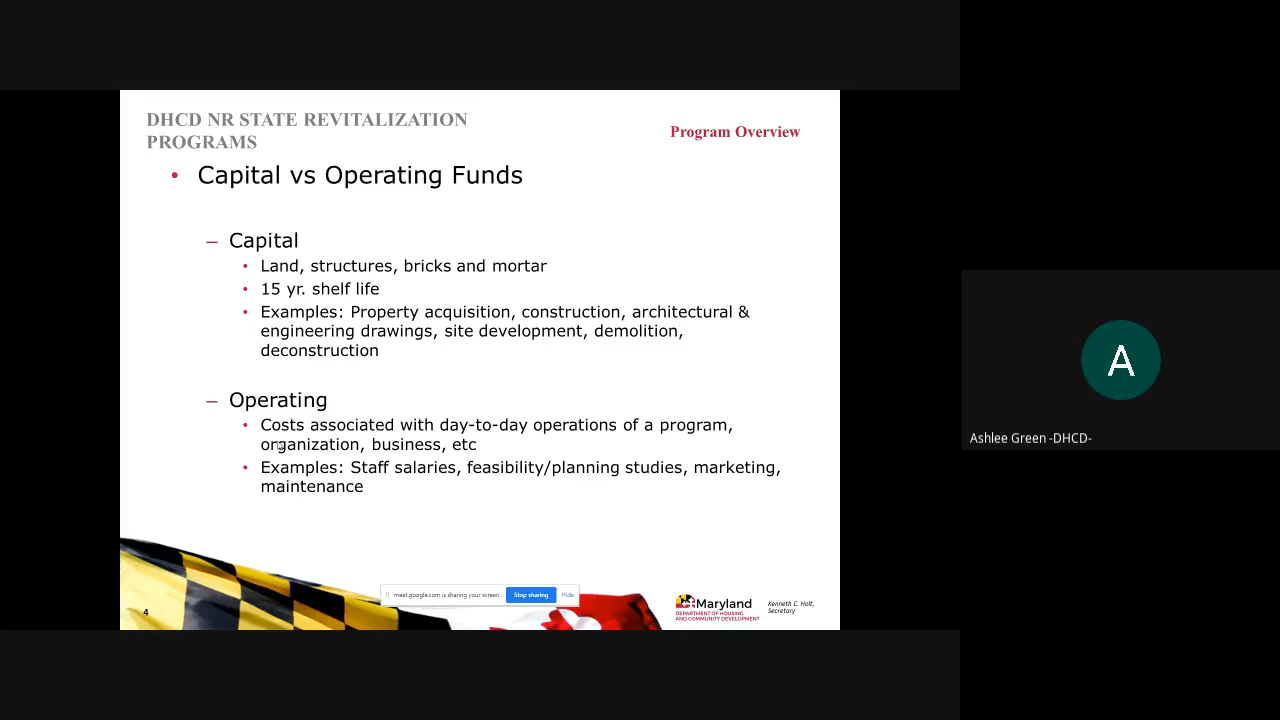 DHCD NR STATE REVITALIZATION
PROGRAMS
Program Overview
• Capital vs Operating Funds
– Capital
• Land, structures, bricks and mortar
• 15 yr. shelf life
• Examples: Property acquisition, construction, architectural &
engineering drawings, site development, demolition,
deconstruction
– Operating
• Costs associated with day-to-day operations of a program,
organization, business, etc
• Examples: Staff salaries, feasibility/planning studies, marketing,
maintenance
meet.google.com is sharing your screen.
Stop sharing
Hide
4
Maryland
DEPARTMENT OF HOUSING
AND COMMUNITY DEVELOPMENT
Kenneth C. Holt,
Secretary
A
Ashlee Green -DHCD-